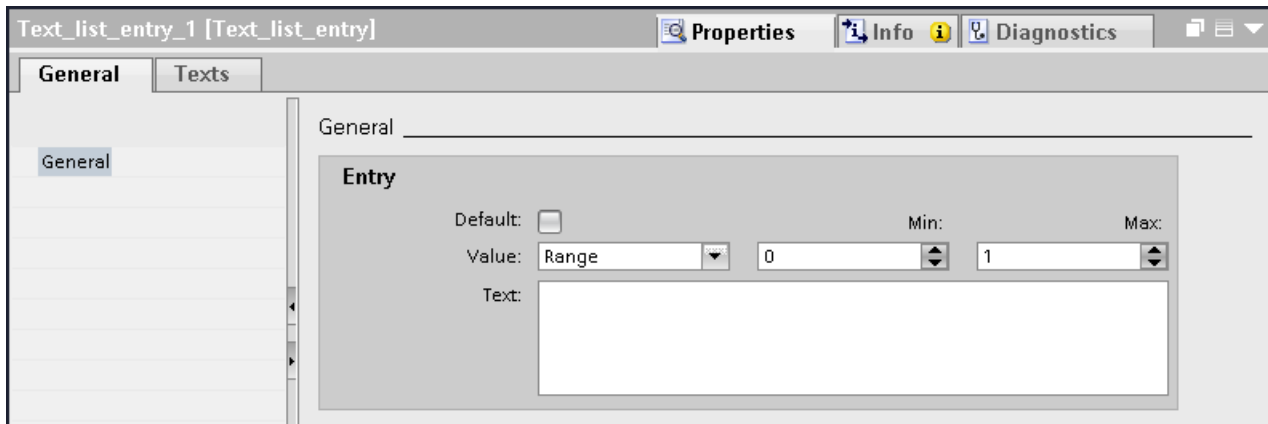 Text_list_entry_1 [Text_list_entry]
Properties
Info
Diagnostics
General
Texts
General
General
Entry
Default:
Min:
Max:
Value:
Range
0
1
Text: